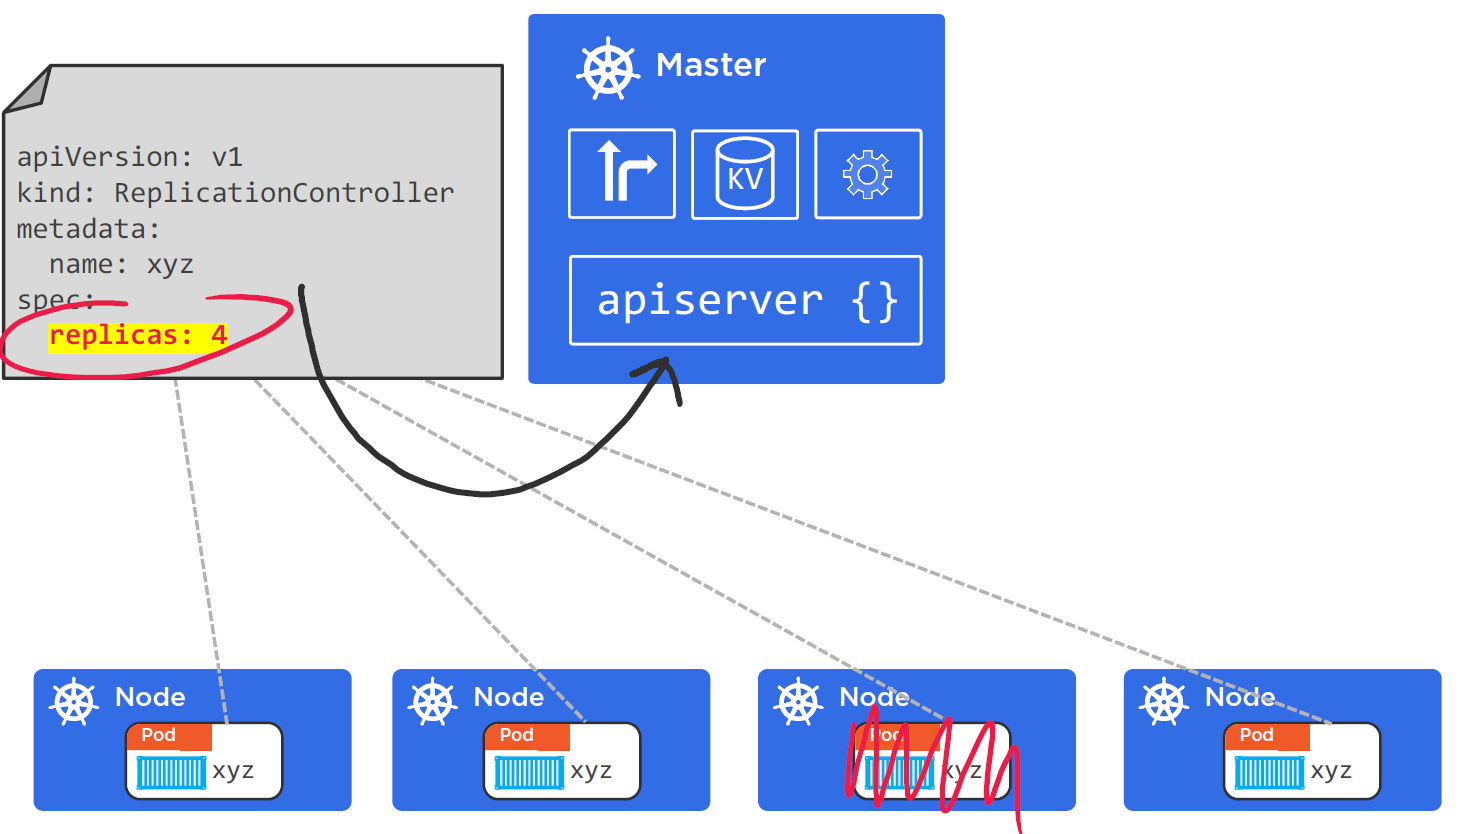 apiVersion: v1
kind: ReplicationController
metadata:
  name: xyz
spec:
  replicas: 4
Master
KV
apiserver {}
Node
Pod
xyz
Node
Pod
xyz
Node
Pod
xyz
Node
Pod
xyz